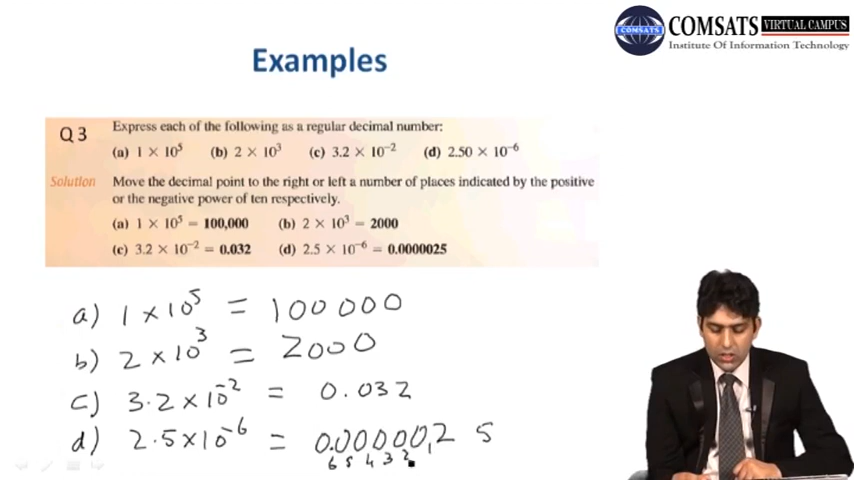 COMSATS VIRTUAL CAMPUS
COMSATS
Institute Of Information Technology
Examples
Q 3 Express each of the following as a regular decimal number:
(a) 1 × 10⁵ (b) 2 × 10³ (c) 3.2 × 10⁻² (d) 2.50 × 10⁻⁶
Solution Move the decimal point to the right or left a number of places indicated by the positive
or the negative power of ten respectively.
(a) 1 × 10⁵ = 100,000 (b) 2 × 10³ = 2000
(c) 3.2 × 10⁻² = 0.032 (d) 2.5 × 10⁻⁶ = 0.0000025
a) 1 × 10⁵ = 100000
b) 2 × 10³ = 2000
c) 3.2 × 10⁻² = 0.032
d) 2.5 × 10⁻⁶ = 0.00000,2 5
6 5 4 3 2